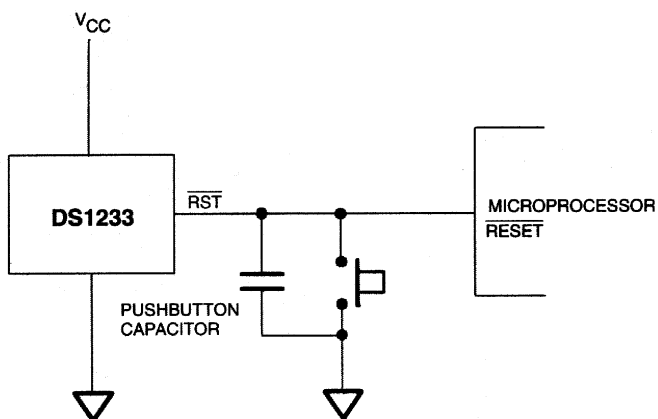 VCC
DS1233
RST
MICROPROCESSOR
RESET
PUSHBUTTON
CAPACITOR